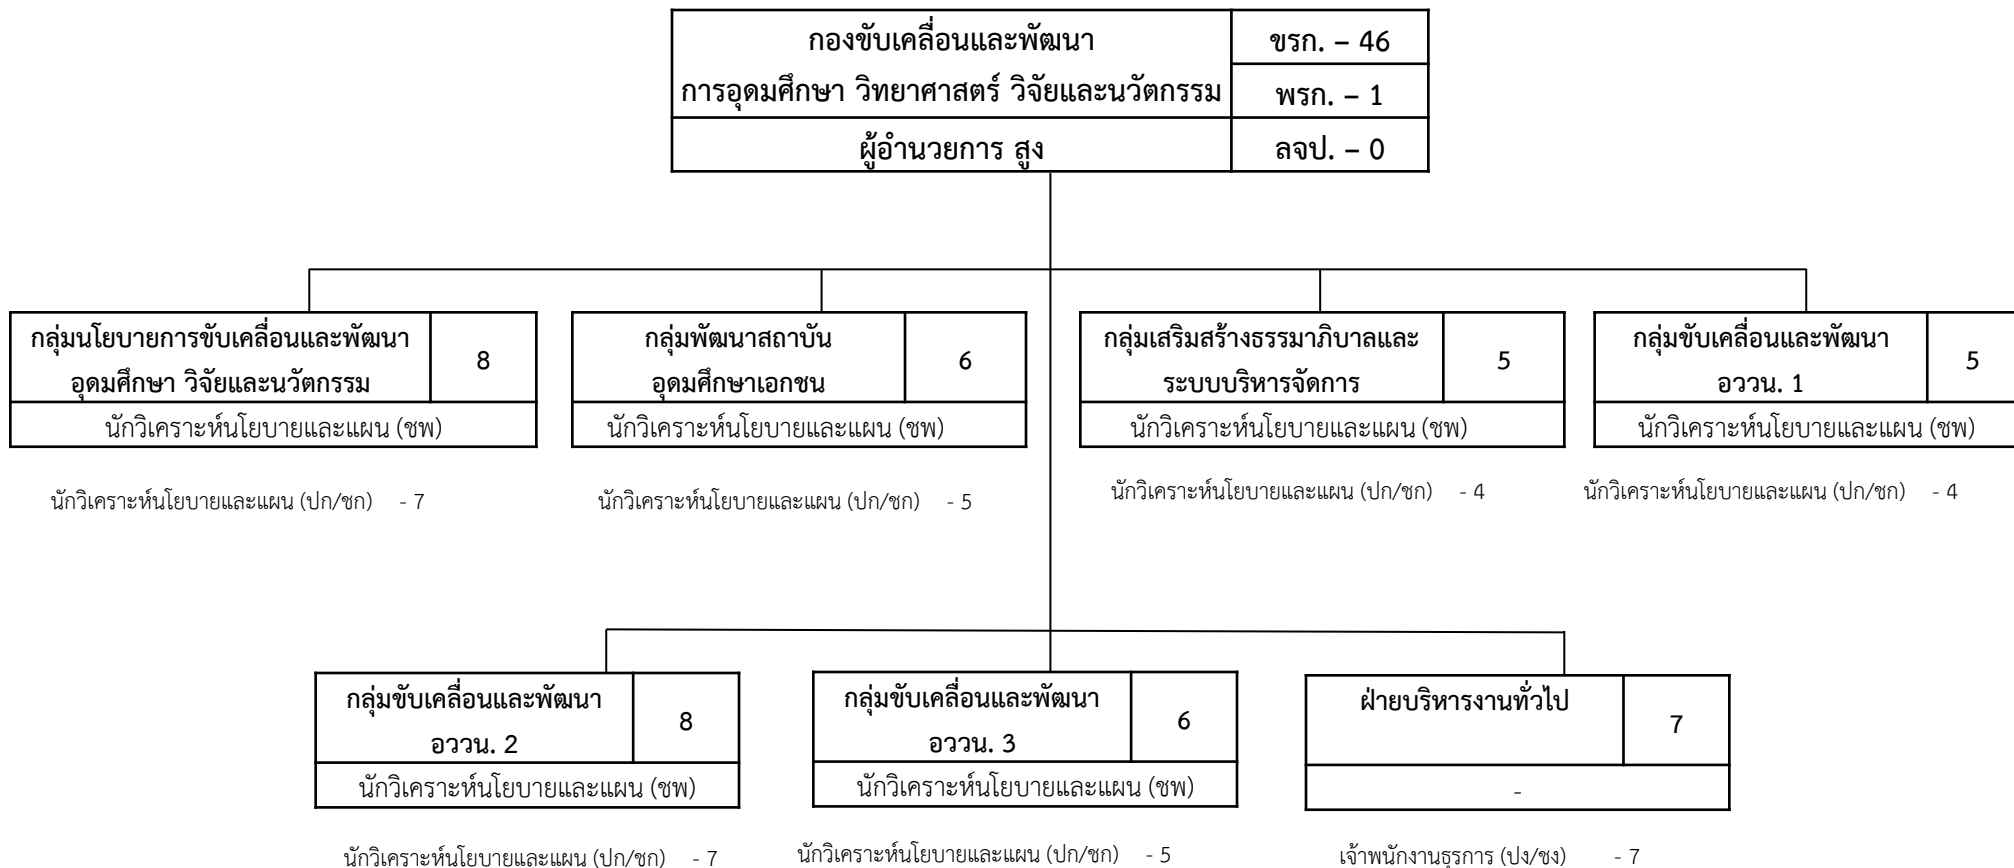 กองขับเคลื่อนและพัฒนา
การอุดมศึกษา วิทยาศาสตร์ วิจัยและนวัตกรรม
ขรก. – 46
พรก. – 1
ผู้อำนวยการ สูง
ลจป. – 0
กลุ่มนโยบายการขับเคลื่อนและพัฒนา
อุดมศึกษา วิจัยและนวัตกรรม
8
นักวิเคราะห์นโยบายและแผน (ชพ)
นักวิเคราะห์นโยบายและแผน (ปก/ชก) - 7
กลุ่มพัฒนาสถาบัน
อุดมศึกษาเอกชน
6
นักวิเคราะห์นโยบายและแผน (ชพ)
นักวิเคราะห์นโยบายและแผน (ปก/ชก) - 5
กลุ่มเสริมสร้างธรรมาภิบาลและ
ระบบบริหารจัดการ
5
นักวิเคราะห์นโยบายและแผน (ชพ)
นักวิเคราะห์นโยบายและแผน (ปก/ชก) - 4
กลุ่มขับเคลื่อนและพัฒนา
อววน. 1
5
นักวิเคราะห์นโยบายและแผน (ชพ)
นักวิเคราะห์นโยบายและแผน (ปก/ชก) - 4
กลุ่มขับเคลื่อนและพัฒนา
อววน. 2
8
นักวิเคราะห์นโยบายและแผน (ชพ)
นักวิเคราะห์นโยบายและแผน (ปก/ชก) - 7
กลุ่มขับเคลื่อนและพัฒนา
อววน. 3
6
นักวิเคราะห์นโยบายและแผน (ชพ)
นักวิเคราะห์นโยบายและแผน (ปก/ชก) - 5
ฝ่ายบริหารงานทั่วไป
7
-
เจ้าพนักงานธุรการ (ปง/ชง) - 7